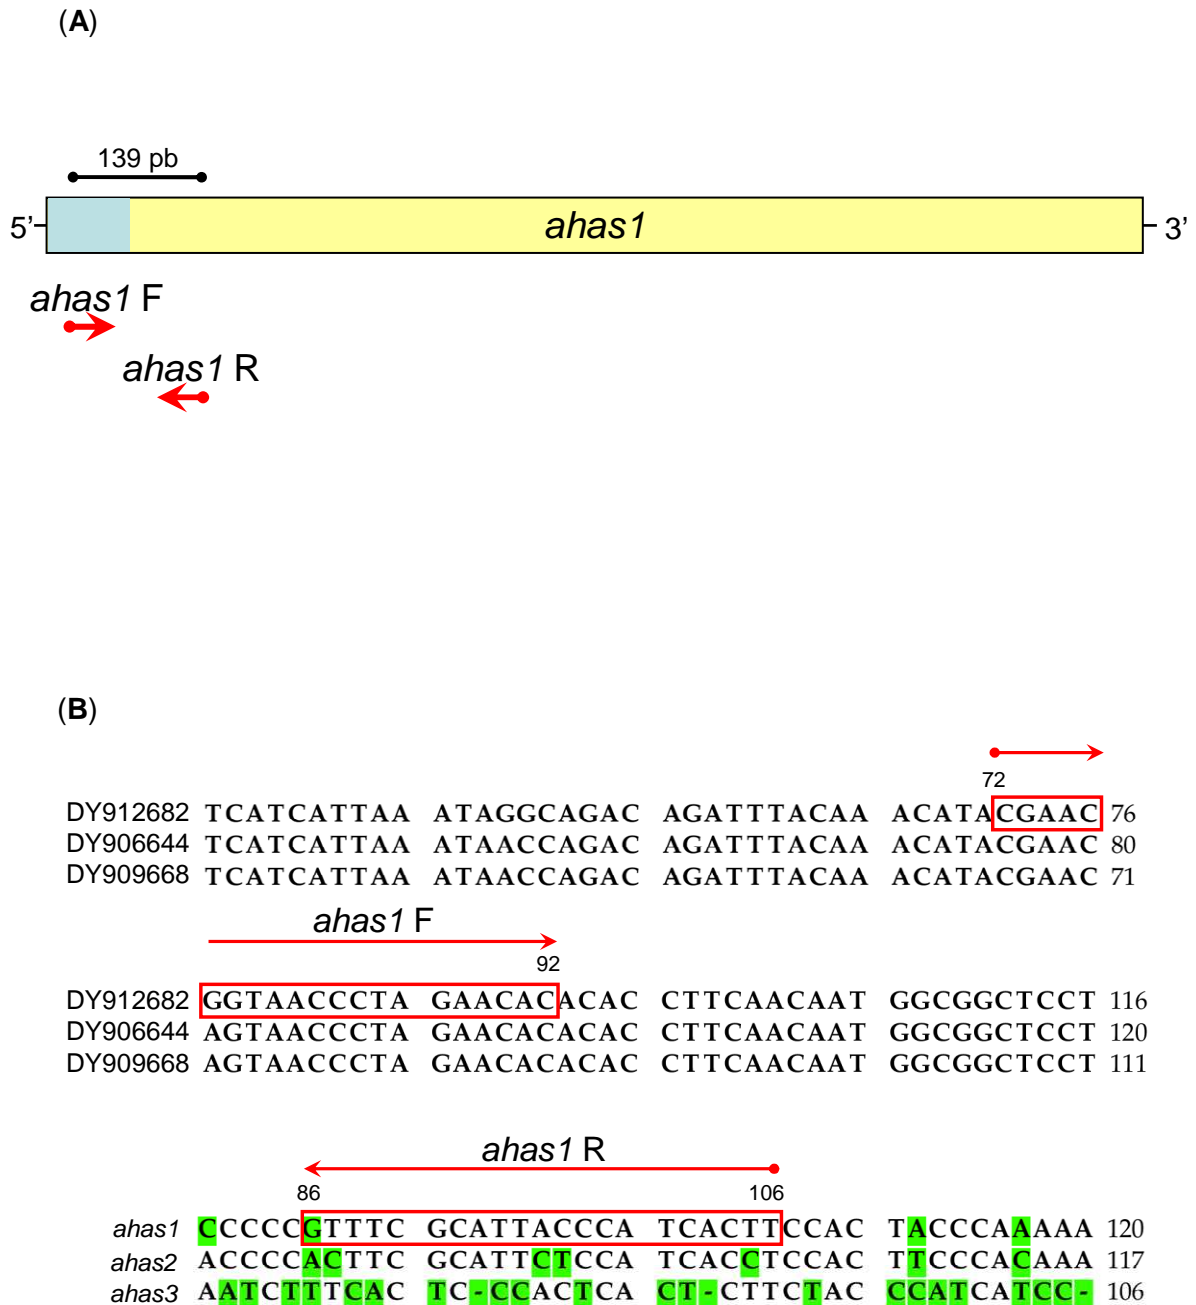 (A)
139 pb
5’ ahas1 3’
ahas1 F
ahas1 R
(B)
72
DY912682 TCATCATTAA ATAGGCAGAC AGATTTACAA ACATACGAAC 76
DY906644 TCATCATTAA ATAACCAGAC AGATTTACAA ACATACGAAC 80
DY909668 TCATCATTAA ATAACCAGAC AGATTTACAA ACATACGAAC 71
ahas1 F
92
DY912682 GGTAACCCTA GAACACACAC CTTCAACAAT GGCGGCTCCT 116
DY906644 AGTAACCCTA GAACACACAC CTTCAACAAT GGCGGCTCCT 120
DY909668 AGTAACCCTA GAACACACAC CTTCAACAAT GGCGGCTCCT 111
ahas1 R
86 106
ahas1 CCCCCGTTTC GCATTACCCA TCACTTCCAC TACCCAAAAA 120
ahas2 ACCCCACTTC GCATTCTCCA TCACCTCCAC TTCCCACAAA 117
ahas3 AATCTTTCAC TC-CCACTCA CT-CTTCTAC CCATCATCC- 106